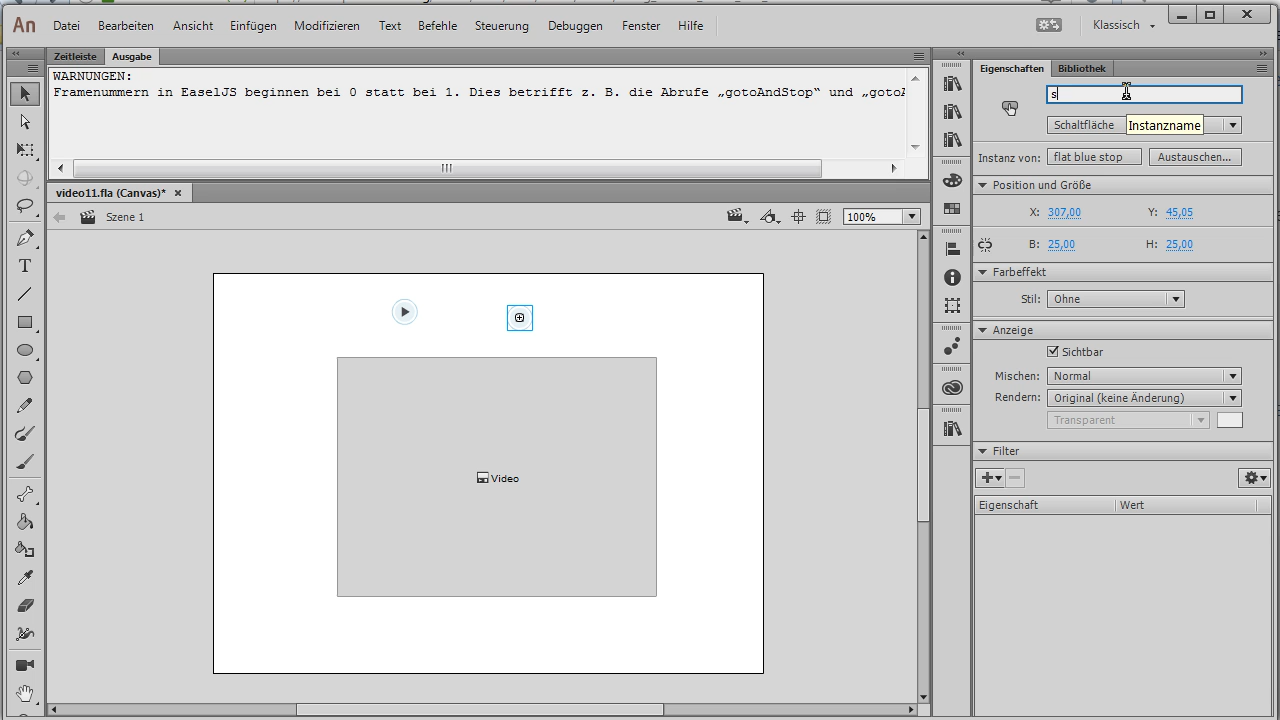 An Datei Bearbeiten Ansicht Einfügen Modifizieren Text Befehle Steuerung Debuggen Fenster Hilfe Klassisch
Zeitleiste Ausgabe
WARNUNGEN:
Framenummern in EaselJS beginnen bei 0 statt bei 1. Dies betrifft z. B. die Abrufe „gotoAndStop“ und „gotoA
video11.fla (Canvas)*
Szene 1
100%
Video
Eigenschaften Bibliothek
s
Schaltfläche
Instanzname
Instanz von: flat blue stop Austauschen...
Position und Größe
X: 307,00 Y: 45,05
B: 25,00 H: 25,00
Farbeffekt
Stil: Ohne
Anzeige
Sichtbar
Mischen: Normal
Rendern: Original (keine Änderung)
Transparent
Filter
Eigenschaft Wert